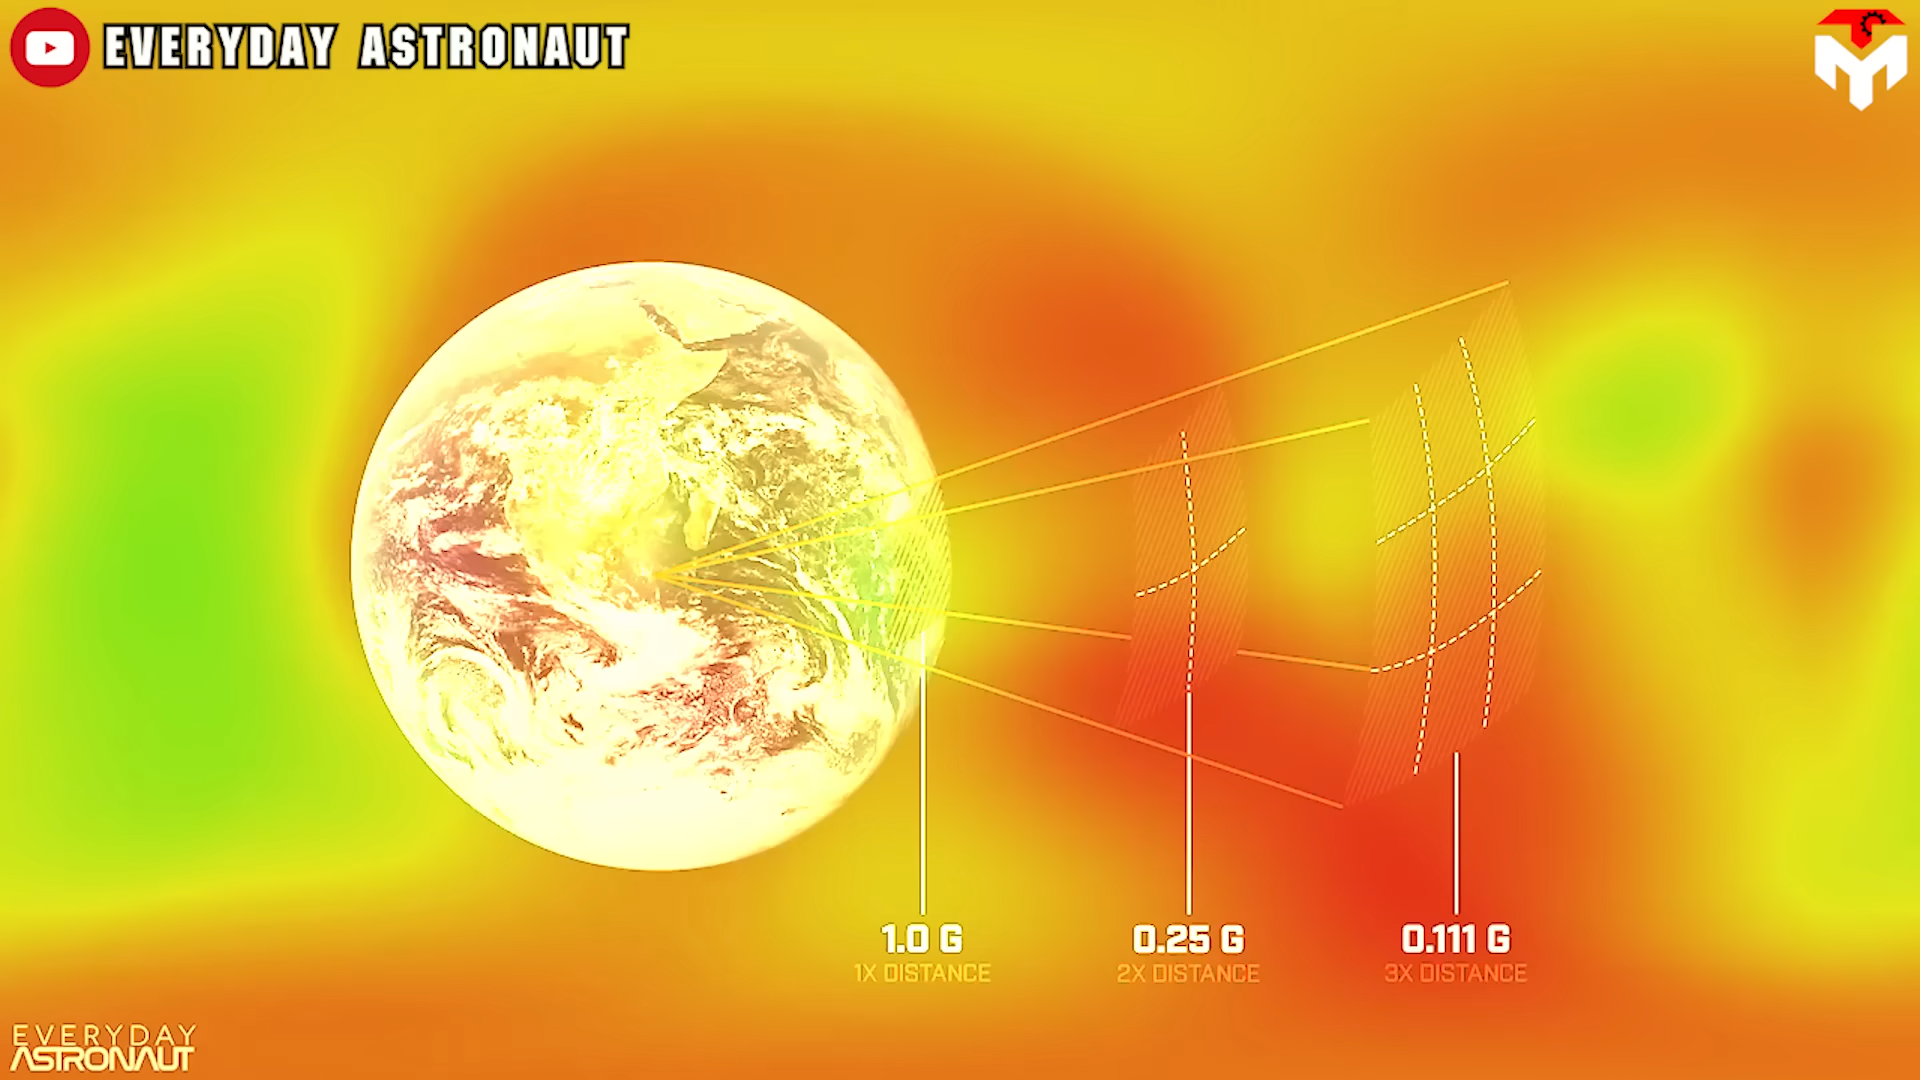 EVERYDAY ASTRONAUT
1.0 G
1X DISTANCE
0.25 G
2X DISTANCE
0.111 G
3X DISTANCE
EVERYDAY
ASTRONAUT